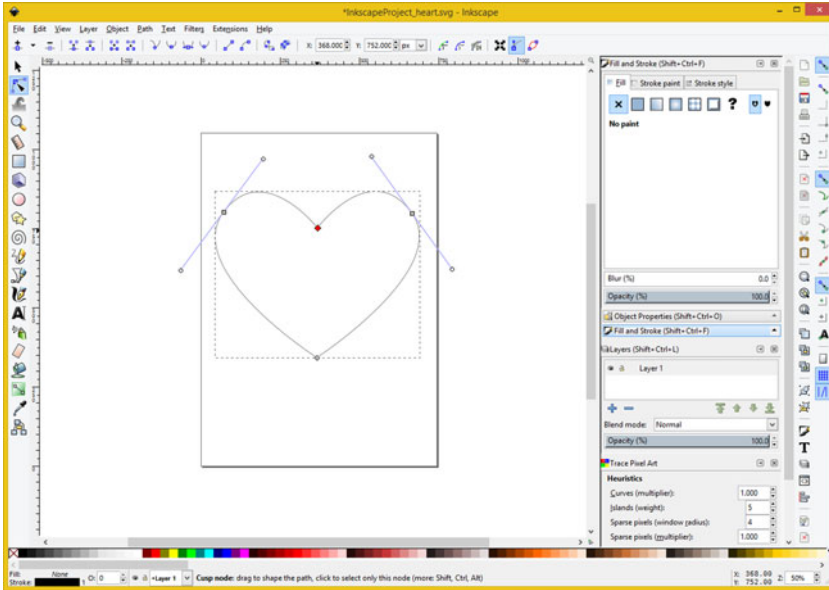 *InkscapeProject_heart.svg - Inkscape
File Edit View Layer Object Path Text Filters Extensions Help
X: 368.000 Y: 752.000 px
Fill and Stroke (Shift+Ctrl+F)
Fill Stroke paint Stroke style
?
No paint
Blur (%) 0.0
Opacity (%) 100.0
Object Properties (Shift+Ctrl+O)
Fill and Stroke (Shift+Ctrl+F)
Layers (Shift+Ctrl+L)
Layer 1
Blend mode: Normal
Opacity (%) 100.0
Trace Pixel Art
Heuristics
Curves (multiplier): 1.000
Islands (weight): 5
Sparse pixels (window radius): 4
Sparse pixels (multiplier): 1.000
Fill: None
Stroke: 1 O: 0 Layer 1 Cusp node: drag to shape the path, click to select only this node (more: Shift, Ctrl, Alt)
X: 368.00
Y: 752.00 Z: 50%